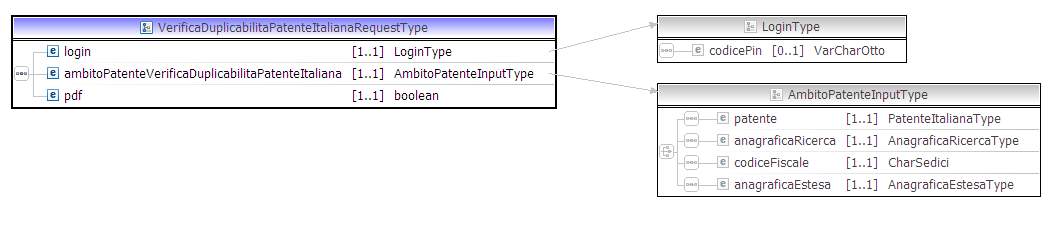 VerificaDuplicabilitaPatenteItalianaRequestType
e login [1..1] LoginType
e ambitoPatenteVerificaDuplicabilitaPatenteItaliana [1..1] AmbitoPatenteInputType
e pdf [1..1] boolean
LoginType
e codicePin [0..1] VarCharOtto
AmbitoPatenteInputType
e patente [1..1] PatenteItalianaType
e anagraficaRicerca [1..1] AnagraficaRicercaType
e codiceFiscale [1..1] CharSedici
e anagraficaEstesa [1..1] AnagraficaEstesaType